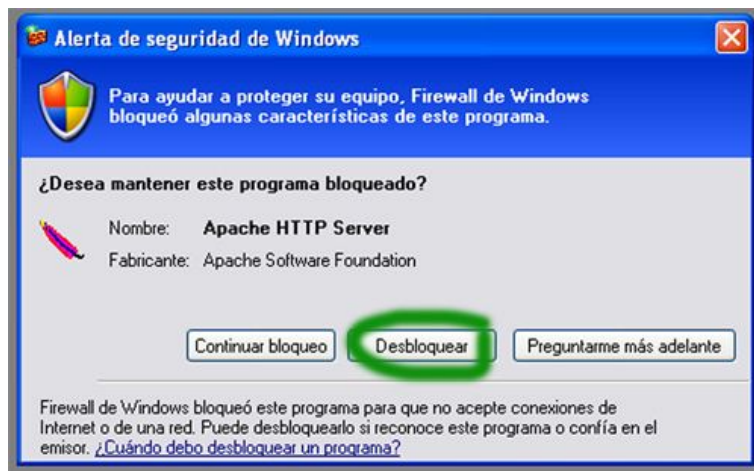 Alerta de seguridad de Windows
Para ayudar a proteger su equipo, Firewall de Windows
bloqueó algunas características de este programa.
¿Desea mantener este programa bloqueado?
Nombre: Apache HTTP Server
Fabricante: Apache Software Foundation
Continuar bloqueo Desbloquear Preguntarme más adelante
Firewall de Windows bloqueó este programa para que no acepte conexiones de
Internet o de una red. Puede desbloquearlo si reconoce este programa o confía en el
emisor. ¿Cuándo debo desbloquear un programa?